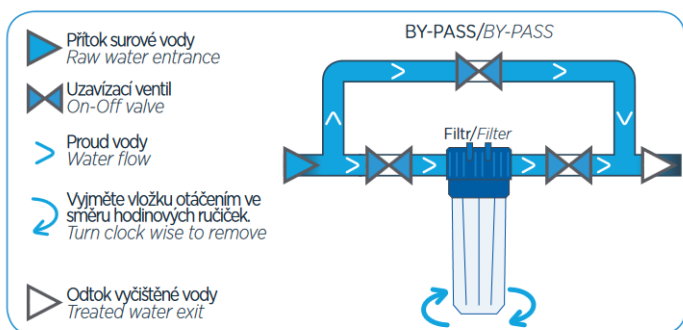 Přítok surové vody
Raw water entrance
Uzavízací ventil
On-Off valve
Proud vody
Water flow
Vyjměte vložku otáčením ve
směru hodinových ručiček.
Turn clock wise to remove
Odtok vyčištěné vody
Treated water exit
BY-PASS/BY-PASS
Filtr/Filter